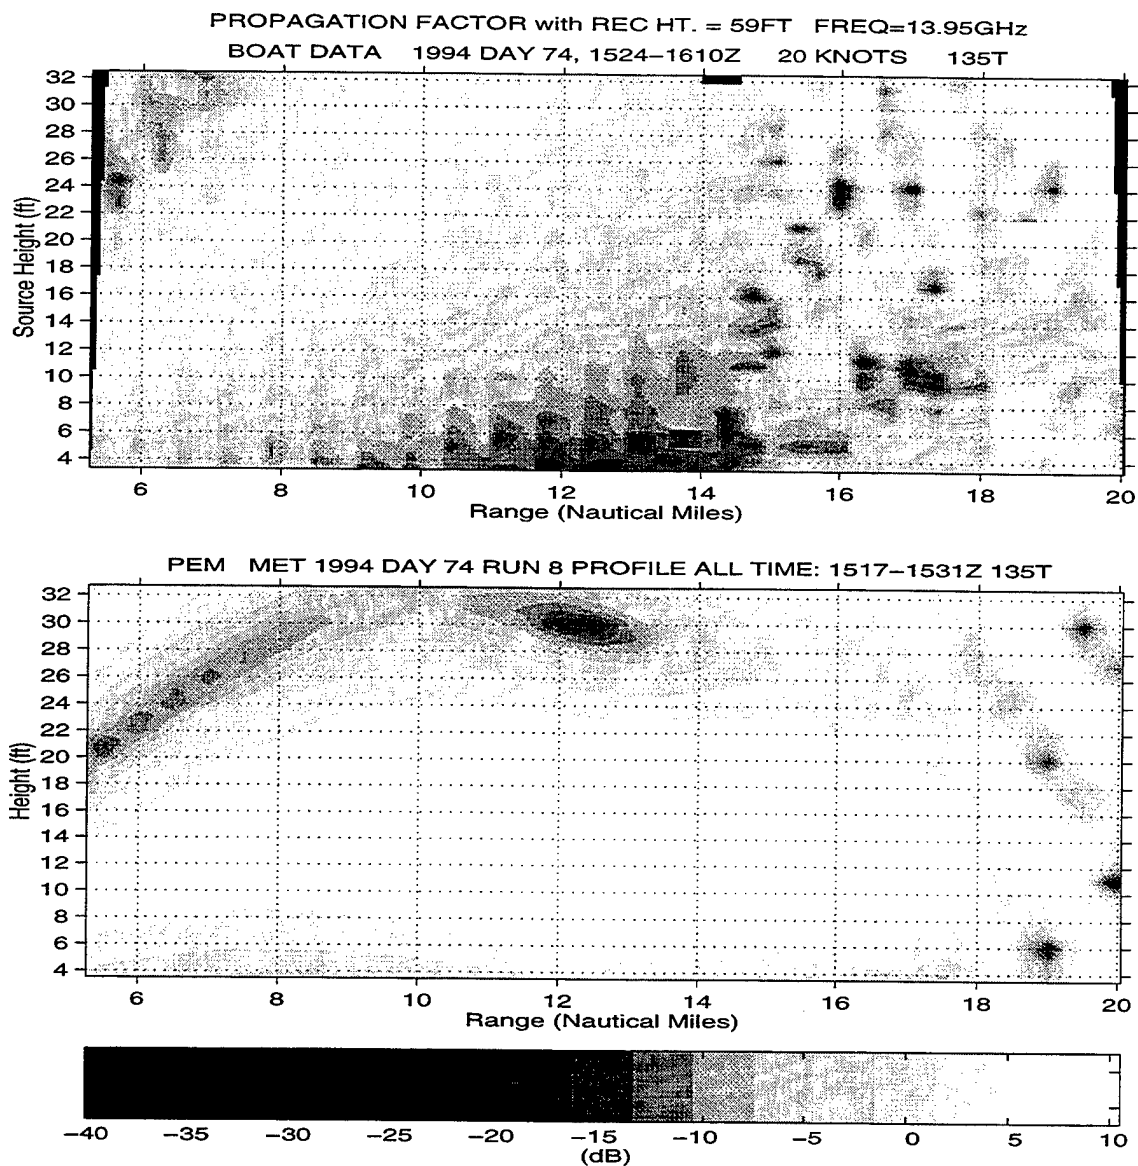 PROPAGATION FACTOR with REC HT. = 59FT FREQ=13.95GHz
BOAT DATA 1994 DAY 74, 1524-1610Z 20 KNOTS 135T
Source Height (ft)
32
30
28
26
24
22
20
18
16
14
12
10
8
6
4
6 8 10 12 14 16 18 20
Range (Nautical Miles)
PEM MET 1994 DAY 74 RUN 8 PROFILE ALL TIME: 1517-1531Z 135T
Height (ft)
32
30
28
26
24
22
20
18
16
14
12
10
8
6
4
6 8 10 12 14 16 18 20
Range (Nautical Miles)
-40 -35 -30 -25 -20 -15 -10 -5 0 5 10
(dB)